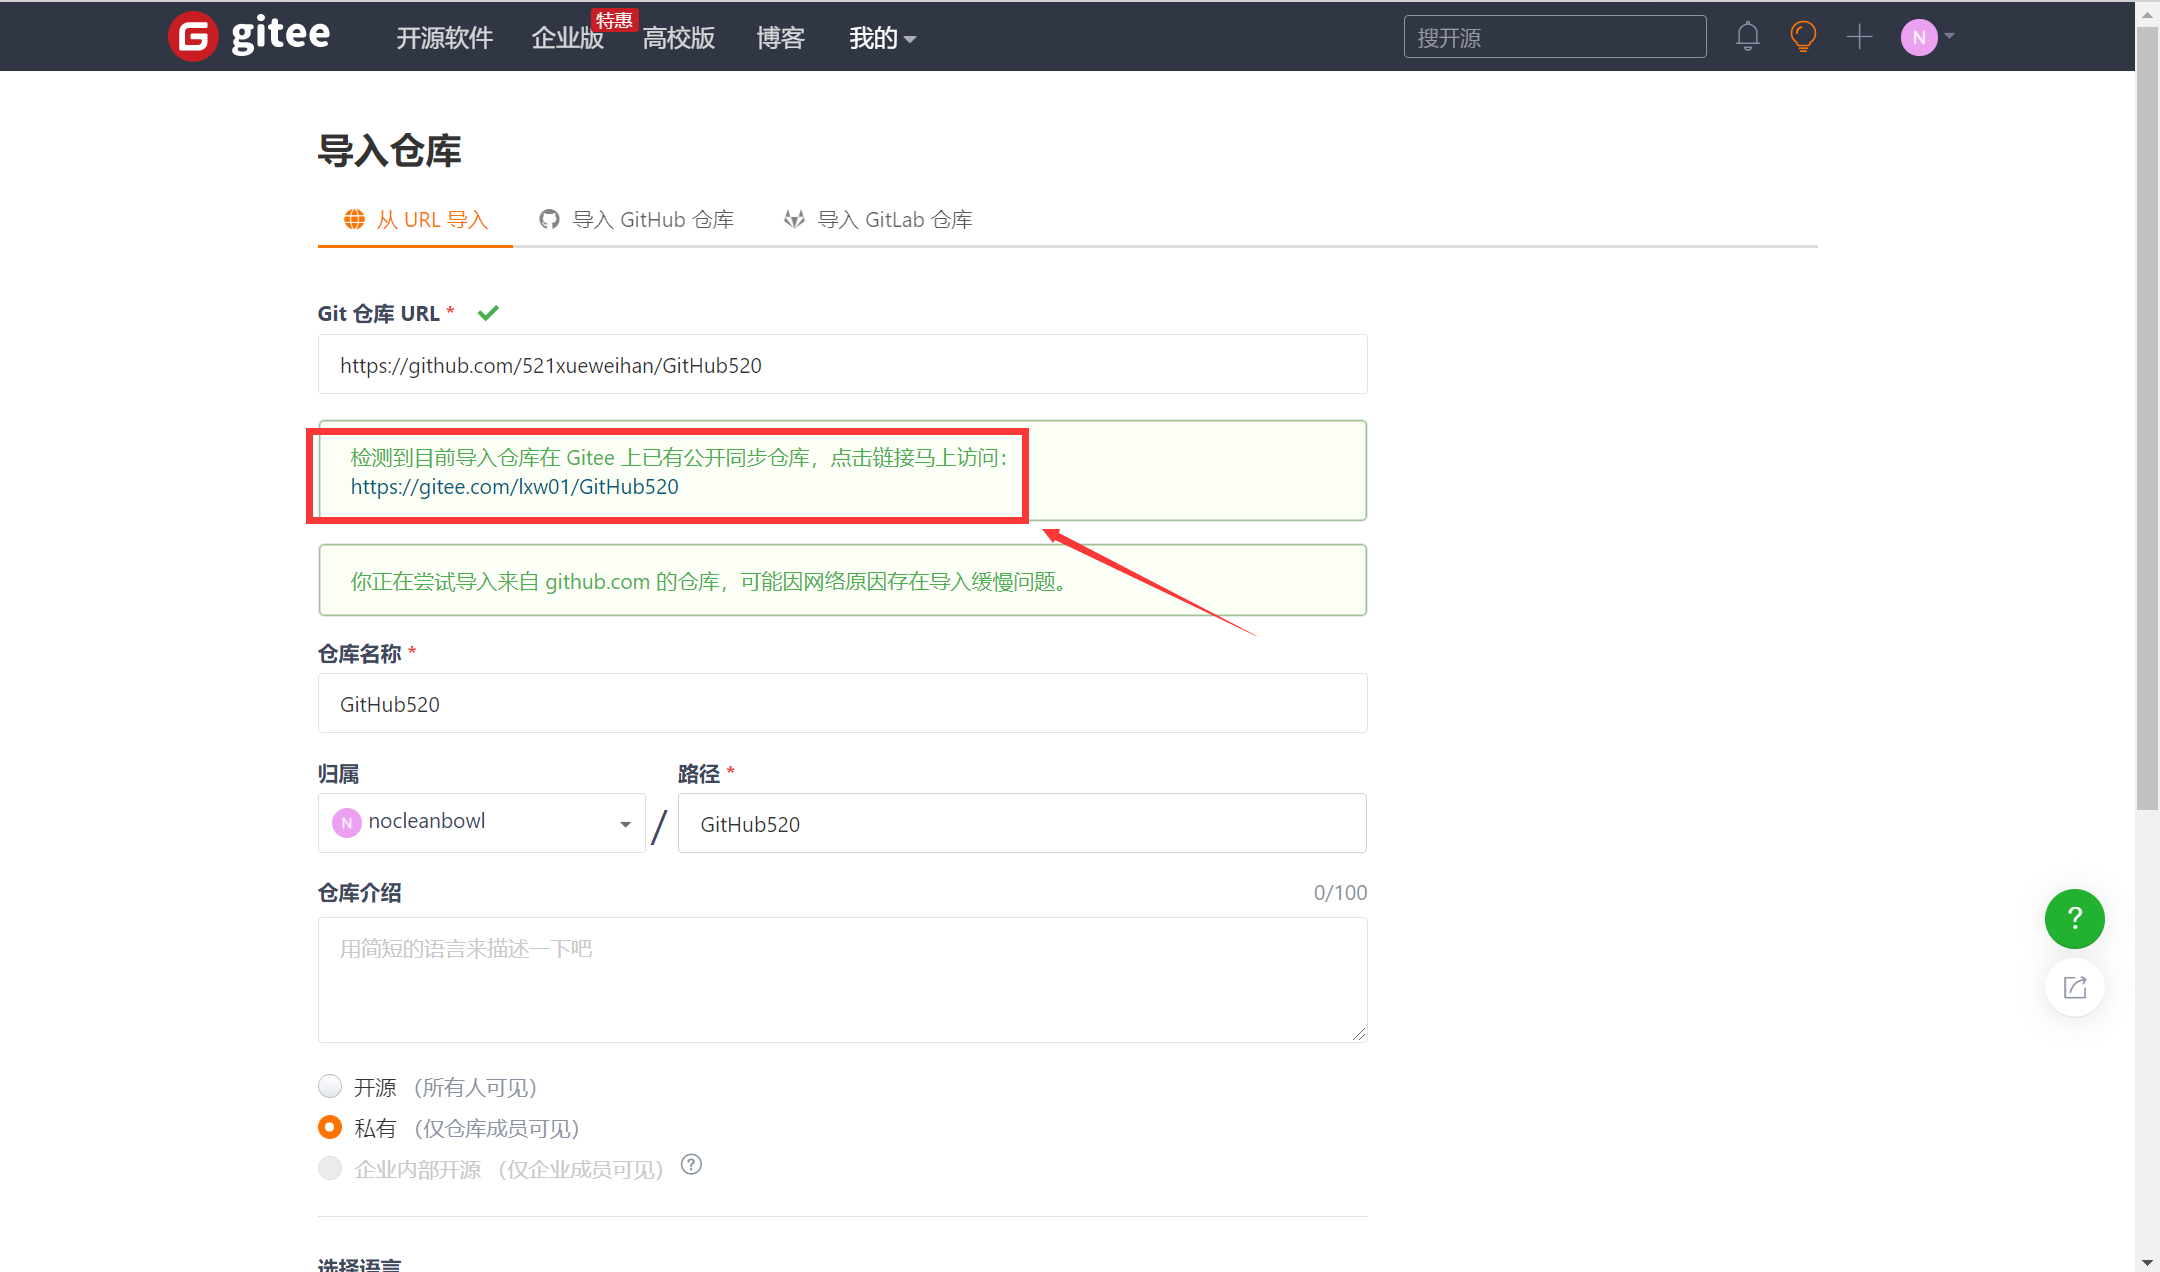 gitee 开源软件 企业版 特惠 高校版 博客 我的 搜开源 N
导入仓库
从 URL 导入 导入 GitHub 仓库 导入 GitLab 仓库
Git 仓库 URL *
https://github.com/521xueweihan/GitHub520
检测到目前导入仓库在 Gitee 上已有公开同步仓库，点击链接马上访问：
https://gitee.com/lxw01/GitHub520
你正在尝试导入来自 github.com 的仓库，可能因网络原因存在导入缓慢问题。
仓库名称 *
GitHub520
归属 路径 *
N nocleanbowl / GitHub520
仓库介绍 0/100
用简短的语言来描述一下吧
开源 （所有人可见）
私有 （仅仓库成员可见）
企业内部开源 （仅企业成员可见） ?
选择语言
?